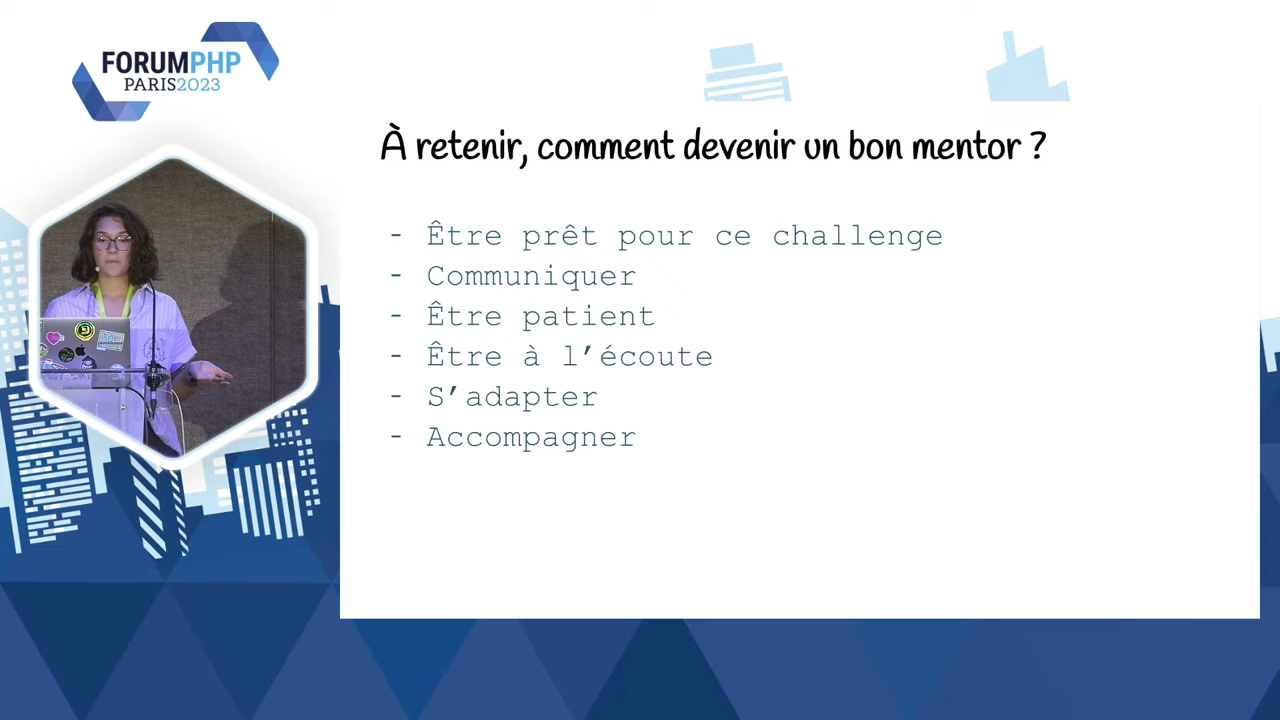 FORUMPHP
PARIS2023
À retenir, comment devenir un bon mentor ?
- Être prêt pour ce challenge
- Communiquer
- Être patient
- Être à l’écoute
- S’adapter
- Accompagner